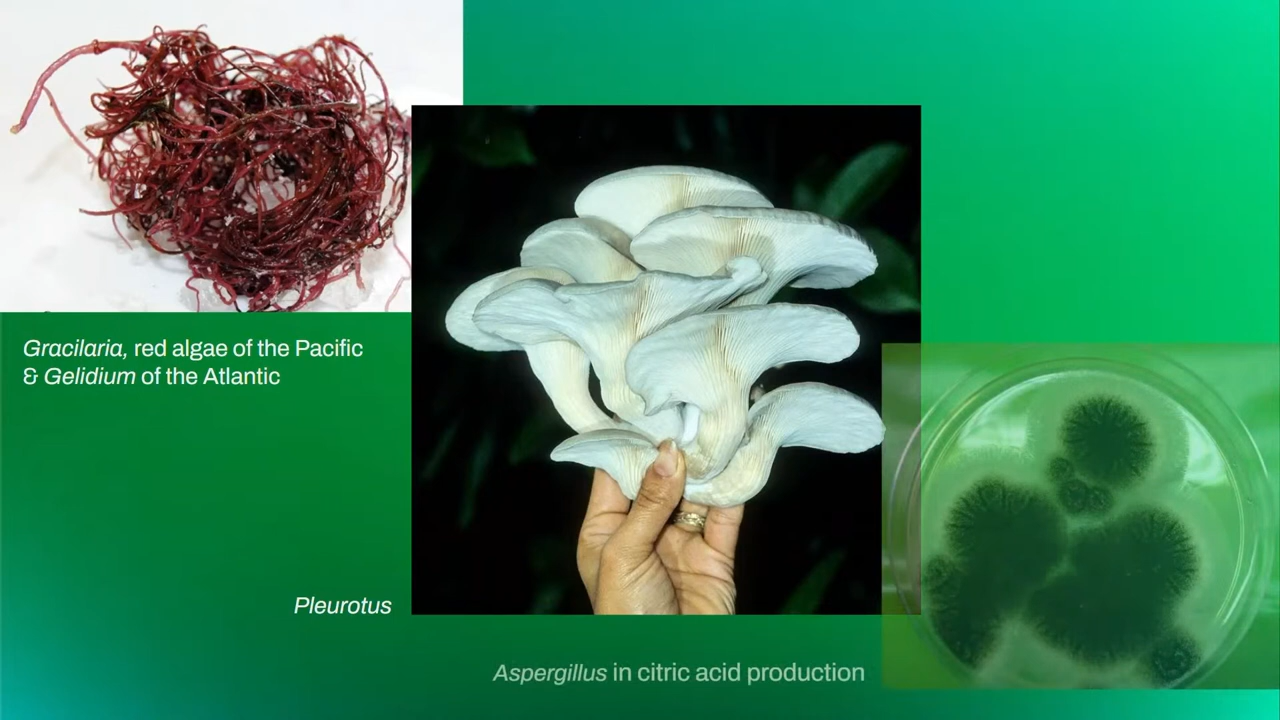 Gracilaria, red algae of the Pacific
& Gelidium of the Atlantic
Pleurotus
Aspergillus in citric acid production